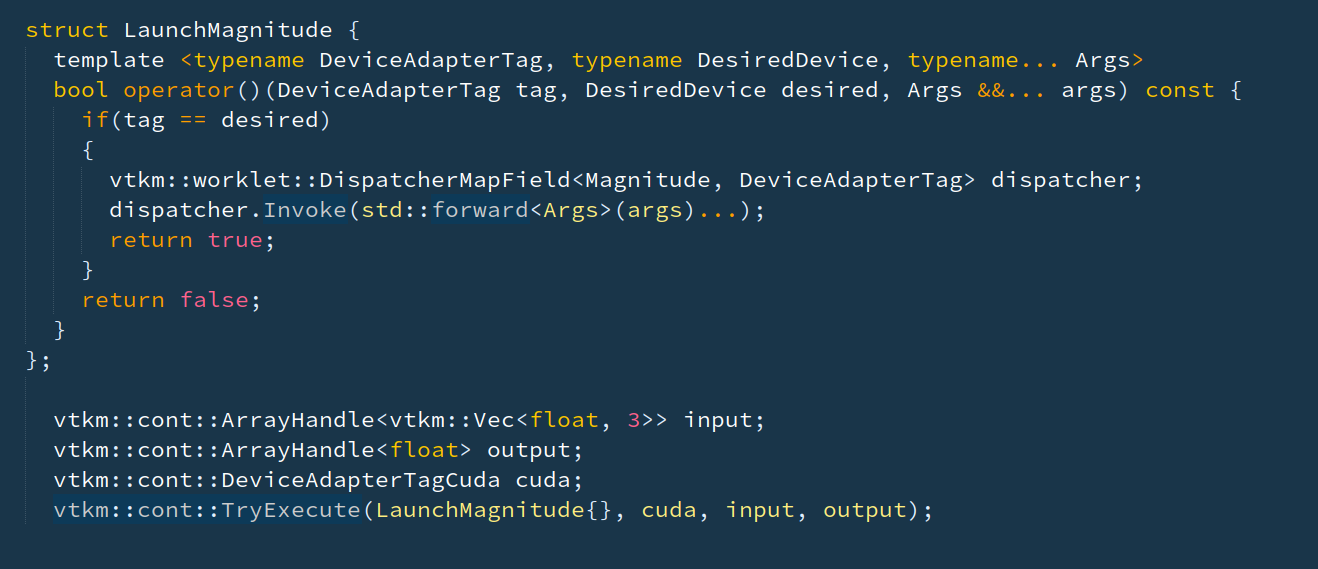 struct LaunchMagnitude {
  template <typename DeviceAdapterTag, typename DesiredDevice, typename... Args>
  bool operator()(DeviceAdapterTag tag, DesiredDevice desired, Args &&... args) const {
    if(tag == desired)
    {
      vtkm::worklet::DispatcherMapField<Magnitude, DeviceAdapterTag> dispatcher;
      dispatcher.Invoke(std::forward<Args>(args)...);
      return true;
    }
    return false;
  }
};

  vtkm::cont::ArrayHandle<vtkm::Vec<float, 3>> input;
  vtkm::cont::ArrayHandle<float> output;
  vtkm::cont::DeviceAdapterTagCuda cuda;
  vtkm::cont::TryExecute(LaunchMagnitude{}, cuda, input, output);